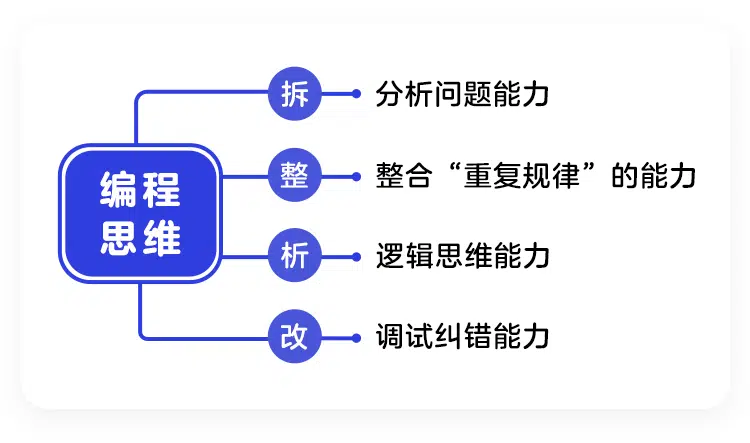 编程
思维
拆
分析问题能力
整
整合“重复规律”的能力
析
逻辑思维能力
改
调试纠错能力